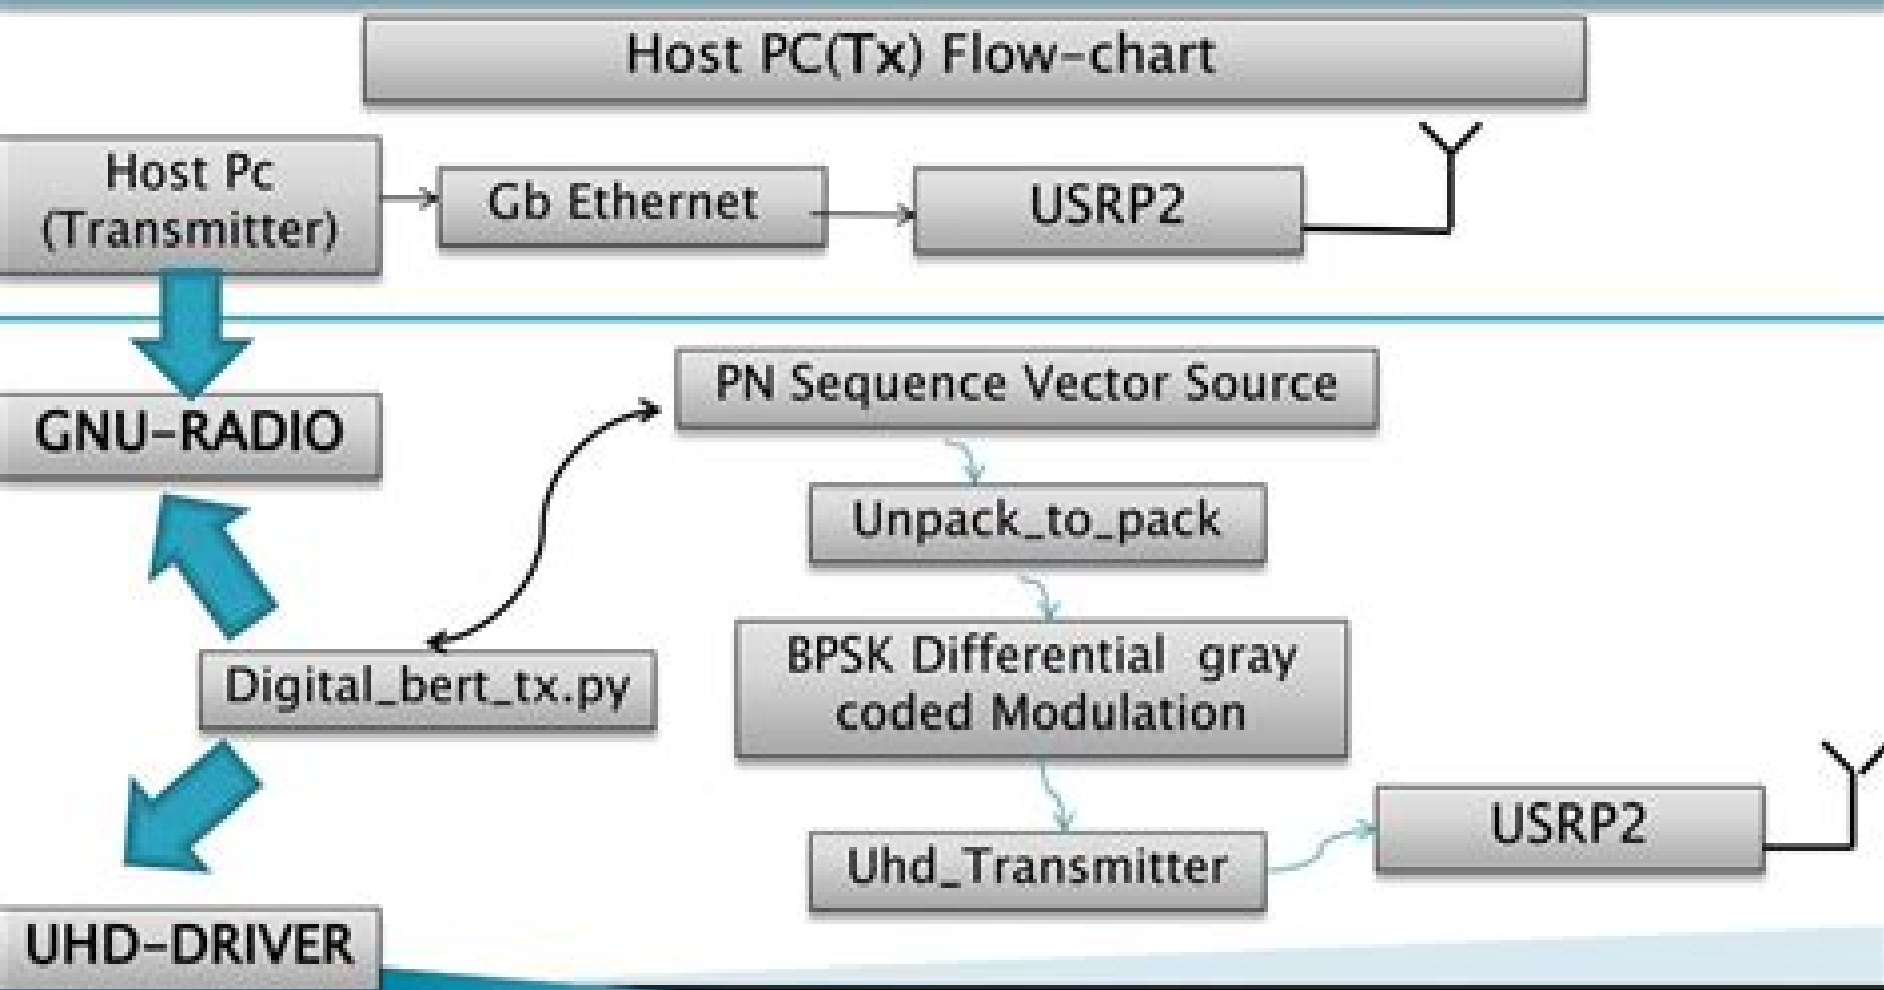 Host PC(Tx) Flow-chart
Host Pc
(Transmitter)
Gb Ethernet
USRP2
GNU-RADIO
PN Sequence Vector Source
Unpack_to_pack
BPSK Differential gray
coded Modulation
Digital_bert_tx.py
Uhd_Transmitter
USRP2
UHD-DRIVER